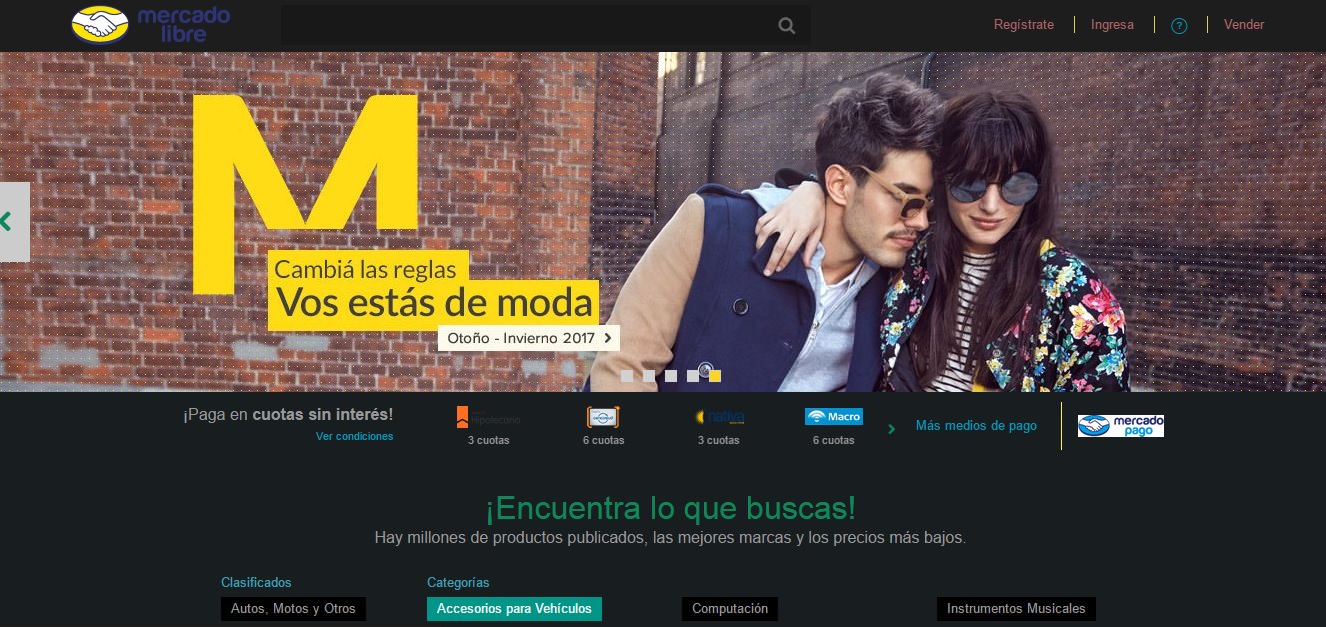 mercado
libre
Regístrate
Ingresa
?
Vender
M
Cambiá las reglas
Vos estás de moda
Otoño - Invierno 2017
¡Paga en cuotas sin interés!
Ver condiciones
hipotecario
3 cuotas
6 cuotas
nativa
3 cuotas
Macro
6 cuotas
Más medios de pago
mercado
pago
¡Encuentra lo que buscas!
Hay millones de productos publicados, las mejores marcas y los precios más bajos.
Clasificados
Categorías
Autos, Motos y Otros
Accesorios para Vehículos
Computación
Instrumentos Musicales